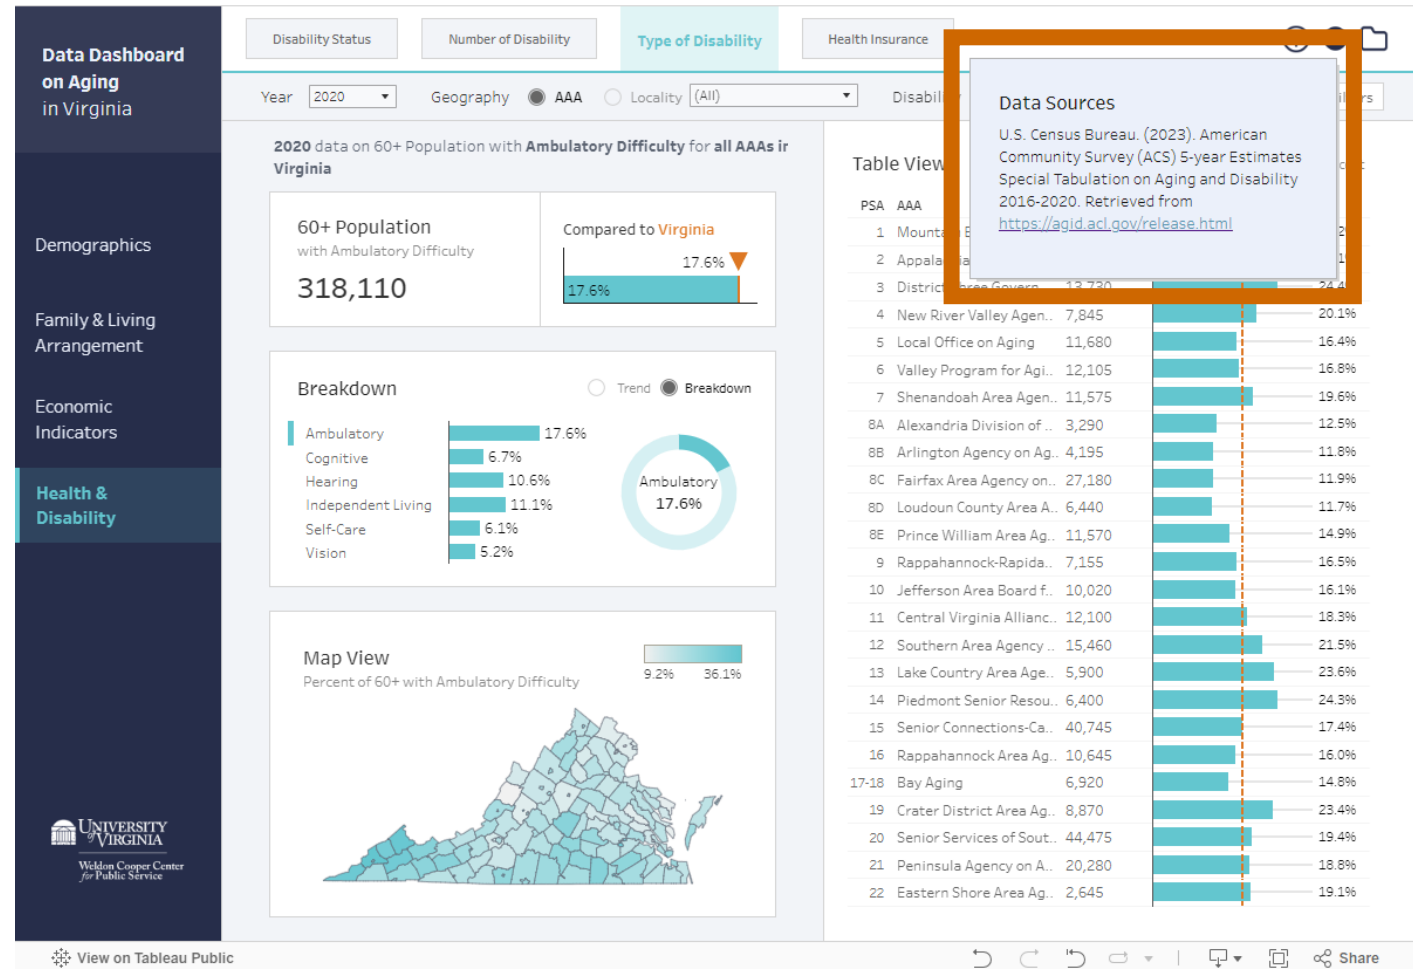 Data Dashboard
on Aging
in Virginia
Disability Status
Number of Disability
Type of Disability
Health Insurance
Year 2020 Geography AAA Locality (All)
Data Sources
U.S. Census Bureau. (2023). American
Community Survey (ACS) 5-year Estimates
Special Tabulation on Aging and Disability
2016-2020. Retrieved from
https://agid.acl.gov/release.html
Demographics
Family & Living
Arrangement
Economic
Indicators
Health &
Disability
UNIVERSITY
of VIRGINIA
Weldon Cooper Center
for Public Service
2020 data on 60+ Population with Ambulatory Difficulty for all AAAs in
Virginia
60+ Population
with Ambulatory Difficulty
318,110
Compared to Virginia
17.6%
17.6%
Breakdown
Trend Breakdown
Ambulatory 17.6%
Cognitive 6.7%
Hearing 10.6%
Independent Living 11.1%
Self-Care 6.1%
Vision 5.2%
Ambulatory
17.6%
Map View
Percent of 60+ with Ambulatory Difficulty
9.2% 36.1%
Table View
PSA AAA
1
2
3 13,730 24.4%
4 New River Valley Agen.. 7,845 20.1%
5 Local Office on Aging 11,680 16.4%
6 Valley Program for Agi.. 12,105 16.8%
7 Shenandoah Area Agen.. 11,575 19.6%
8A Alexandria Division of .. 3,290 12.5%
8B Arlington Agency on Ag.. 4,195 11.8%
8C Fairfax Area Agency on.. 27,180 11.9%
8D Loudoun County Area A.. 6,440 11.7%
8E Prince William Area Ag.. 11,570 14.9%
9 Rappahannock-Rapida.. 7,155 16.5%
10 Jefferson Area Board f.. 10,020 16.1%
11 Central Virginia Allianc.. 12,100 18.3%
12 Southern Area Agency .. 15,460 21.5%
13 Lake Country Area Age.. 5,900 23.6%
14 Piedmont Senior Resou.. 6,400 24.3%
15 Senior Connections-Ca.. 40,745 17.4%
16 Rappahannock Area Ag.. 10,645 16.0%
17-18 Bay Aging 6,920 14.8%
19 Crater District Area Ag.. 8,870 23.4%
20 Senior Services of Sout.. 44,475 19.4%
21 Peninsula Agency on A.. 20,280 18.8%
22 Eastern Shore Area Ag.. 2,645 19.1%
View on Tableau Public
Share